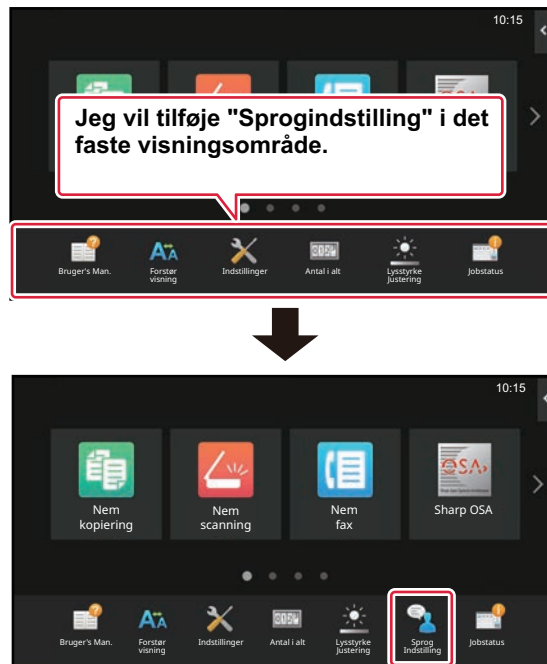 10:15
Jeg vil tilføje "Sprogindstilling" i det
faste visningsområde.
Bruger's Man.
Forstør
visning
Indstillinger
Antal i alt
Lysstyrke
Justering
Jobstatus
10:15
Nem
kopiering
Nem
scanning
Nem
fax
Sharp OSA
Bruger's Man.
Forstør
visning
Indstillinger
Antal i alt
Lysstyrke
Justering
Sprog
Indstilling
Jobstatus